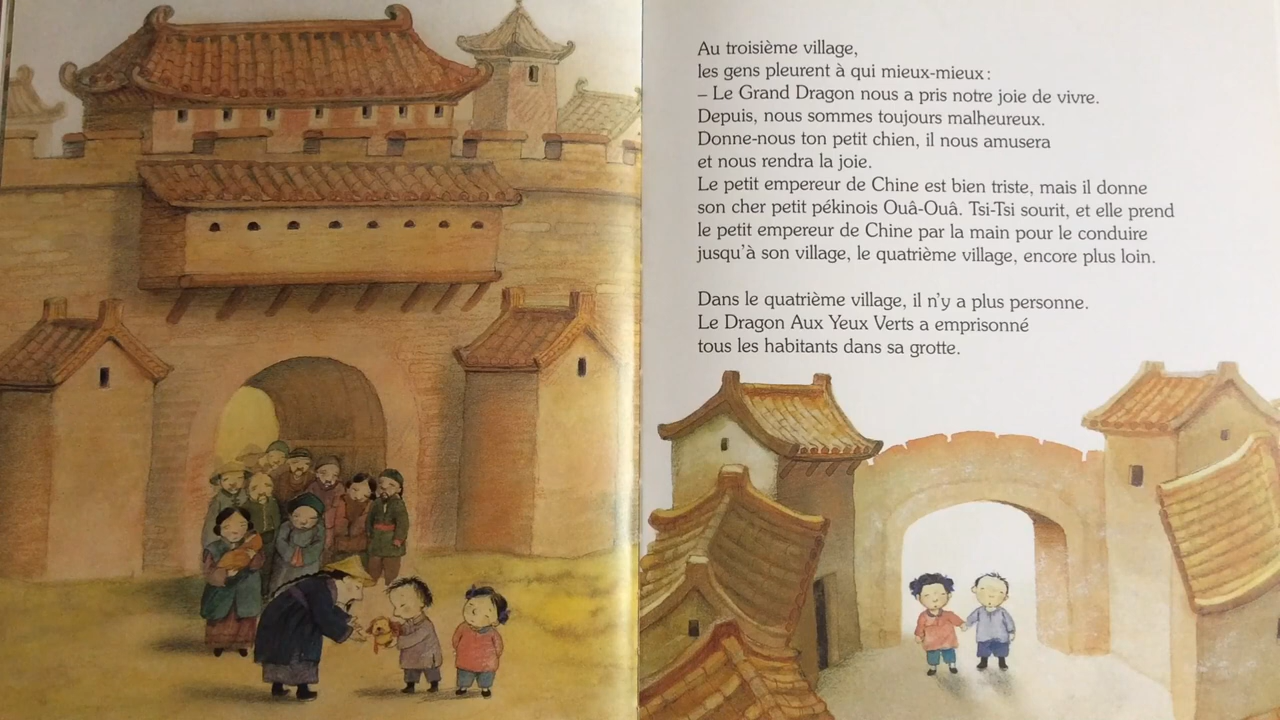 Au troisième village,
les gens pleurent à qui mieux-mieux :
– Le Grand Dragon nous a pris notre joie de vivre.
Depuis, nous sommes toujours malheureux.
Donne-nous ton petit chien, il nous amusera
et nous rendra la joie.
Le petit empereur de Chine est bien triste, mais il donne
son cher petit pékinois Ouâ-Ouâ. Tsi-Tsi sourit, et elle prend
le petit empereur de Chine par la main pour le conduire
jusqu'à son village, le quatrième village, encore plus loin.
Dans le quatrième village, il n'y a plus personne.
Le Dragon Aux Yeux Verts a emprisonné
tous les habitants dans sa grotte.